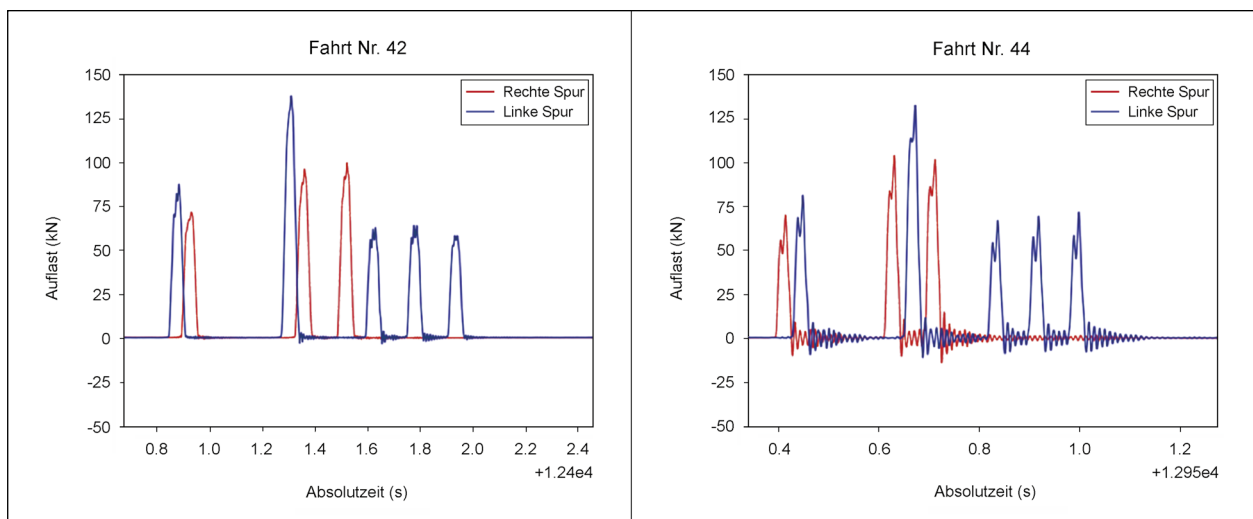 Fahrt Nr. 42
150
125
100
75
50
25
0
-25
-50
Auflast (kN)
Rechte Spur
Linke Spur
0.8 1.0 1.2 1.4 1.6 1.8 2.0 2.2 2.4
+1.24e4
Absolutzeit (s)
Fahrt Nr. 44
150
125
100
75
50
25
0
-25
-50
Auflast (kN)
Rechte Spur
Linke Spur
0.4 0.6 0.8 1.0 1.2
+1.295e4
Absolutzeit (s)